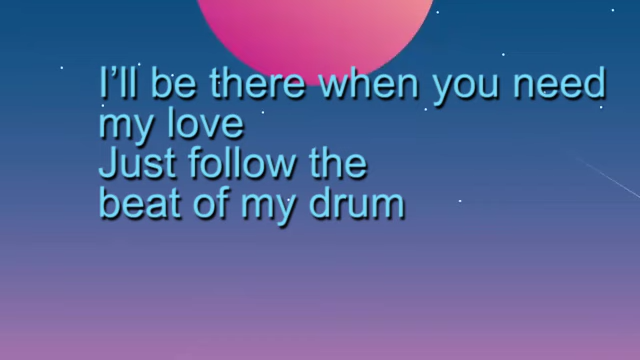 I'll be there when you need
my love
Just follow the
beat of my drum